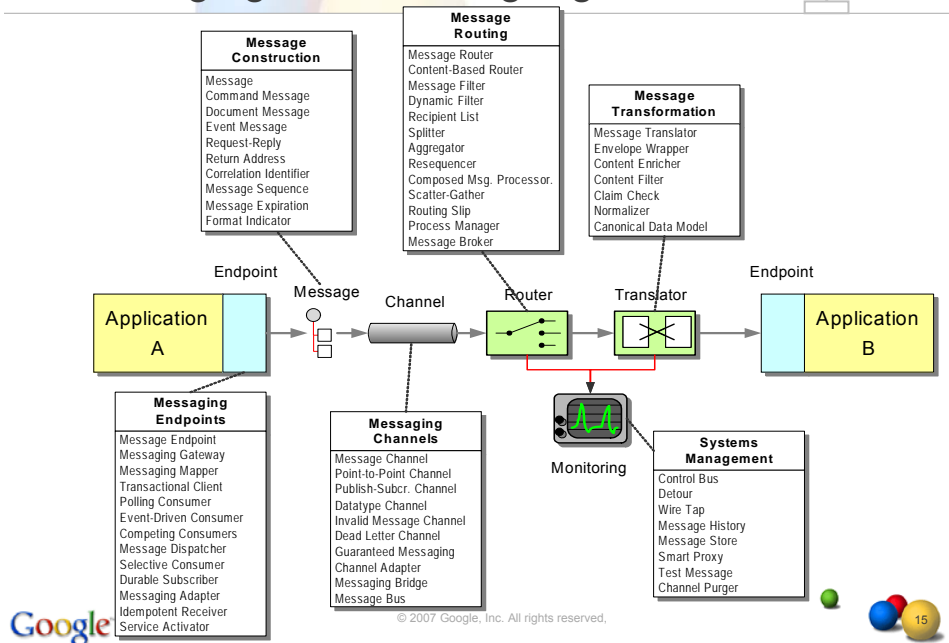 Message
Construction
Message
Command Message
Document Message
Event Message
Request-Reply
Return Address
Correlation Identifier
Message Sequence
Message Expiration
Format Indicator
Message
Routing
Message Router
Content-Based Router
Message Filter
Dynamic Filter
Recipient List
Splitter
Aggregator
Resequencer
Composed Msg. Processor.
Scatter-Gather
Routing Slip
Process Manager
Message Broker
Message
Transformation
Message Translator
Envelope Wrapper
Content Enricher
Content Filter
Claim Check
Normalizer
Canonical Data Model
Endpoint
Message
Channel
Router
Translator
Endpoint
Application
A
Application
B
Messaging
Endpoints
Message Endpoint
Messaging Gateway
Messaging Mapper
Transactional Client
Polling Consumer
Event-Driven Consumer
Competing Consumers
Message Dispatcher
Selective Consumer
Durable Subscriber
Messaging Adapter
Idempotent Receiver
Service Activator
Messaging
Channels
Message Channel
Point-to-Point Channel
Publish-Subcr. Channel
Datatype Channel
Invalid Message Channel
Dead Letter Channel
Guaranteed Messaging
Channel Adapter
Messaging Bridge
Message Bus
Monitoring
Systems
Management
Control Bus
Detour
Wire Tap
Message History
Message Store
Smart Proxy
Test Message
Channel Purger
Google
© 2007 Google, Inc. All rights reserved,
15